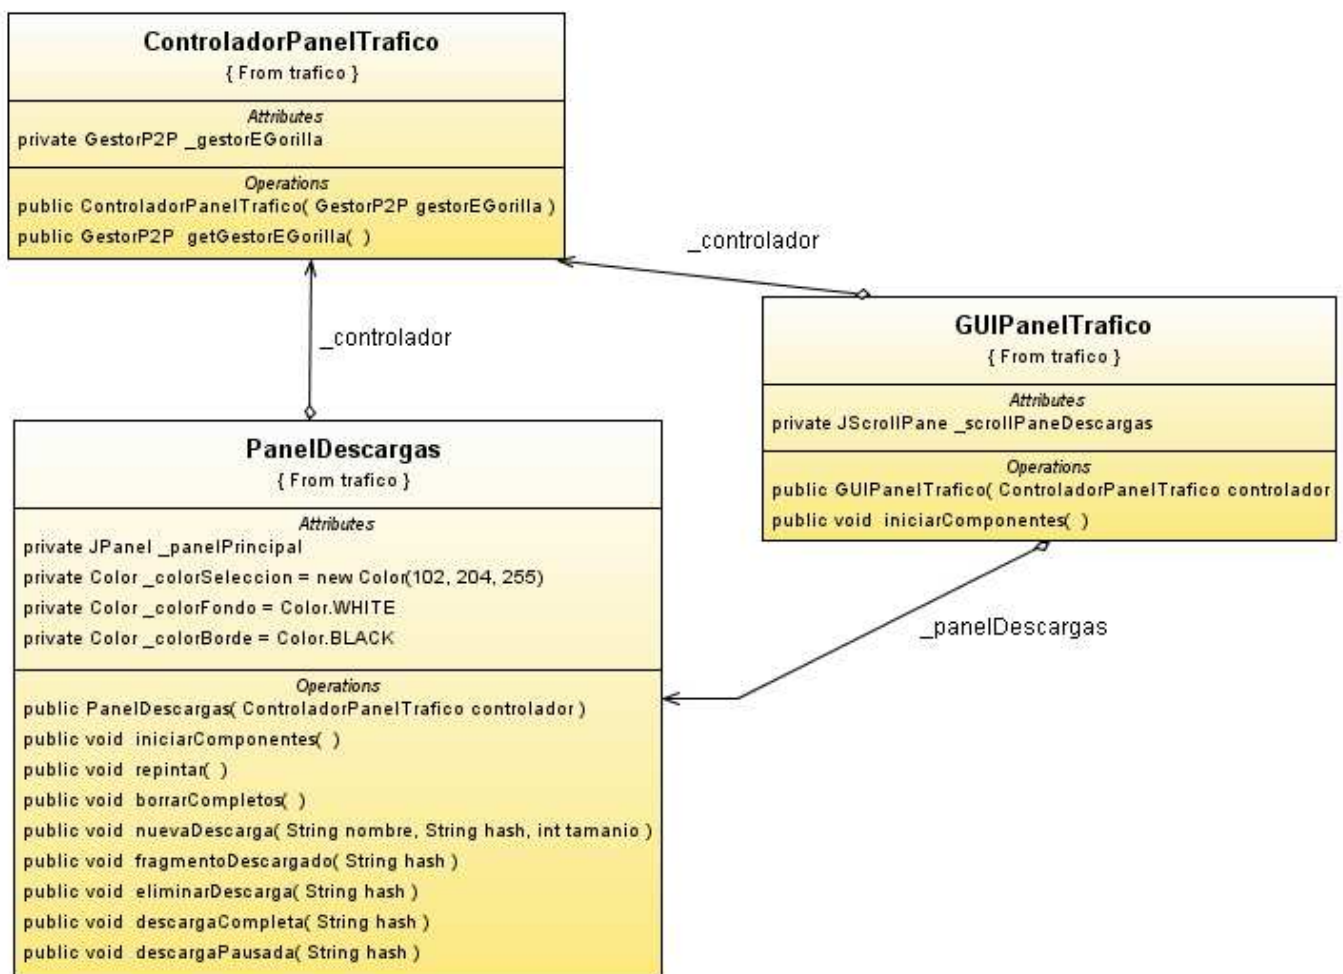 ControladorPanelTrafico
{ From trafico }
Attributes
private GestorP2P _gestorEGorilla
Operations
public ControladorPanelTrafico( GestorP2P gestorEGorilla )
public GestorP2P getGestorEGorilla( )
_controlador
_controlador
GUIPanelTrafico
{ From trafico }
Attributes
private JScrollPane _scrollPaneDescargas
Operations
public GUIPanelTrafico( ControladorPanelTrafico controlador
public void iniciarComponentes( )
_panelDescargas
PanelDescargas
{ From trafico }
Attributes
private JPanel _panelPrincipal
private Color _colorSeleccion = new Color(102, 204, 255)
private Color _colorFondo = Color.WHITE
private Color _colorBorde = Color.BLACK
Operations
public PanelDescargas( ControladorPanelTrafico controlador )
public void iniciarComponentes( )
public void repintar( )
public void borrarCompletos( )
public void nuevaDescarga( String nombre, String hash, int tamanio )
public void fragmentoDescargado( String hash )
public void eliminarDescarga( String hash )
public void descargaCompleta( String hash )
public void descargaPausada( String hash )